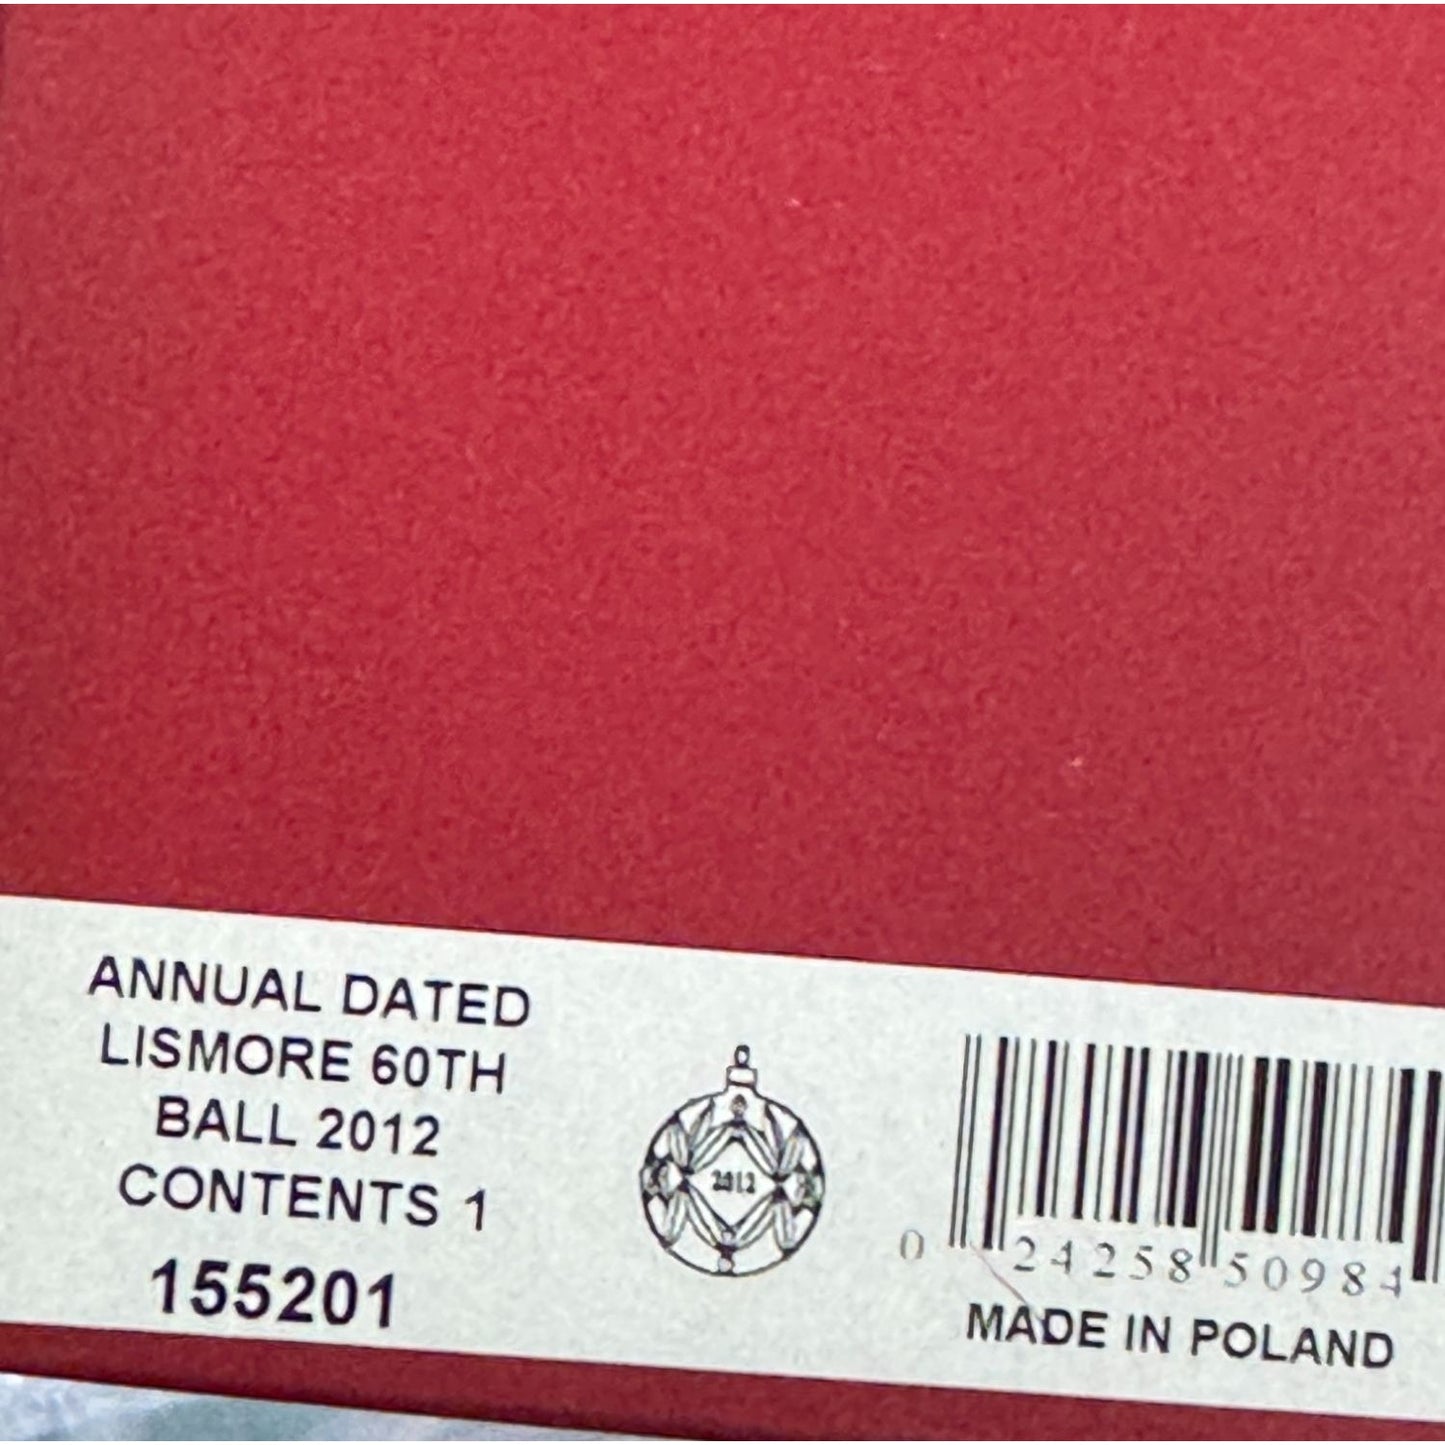 ANNUAL DATED
LISMORE 60TH
BALL 2012
CONTENTS 1
155201
2012
0 24258 50984
MADE IN POLAND